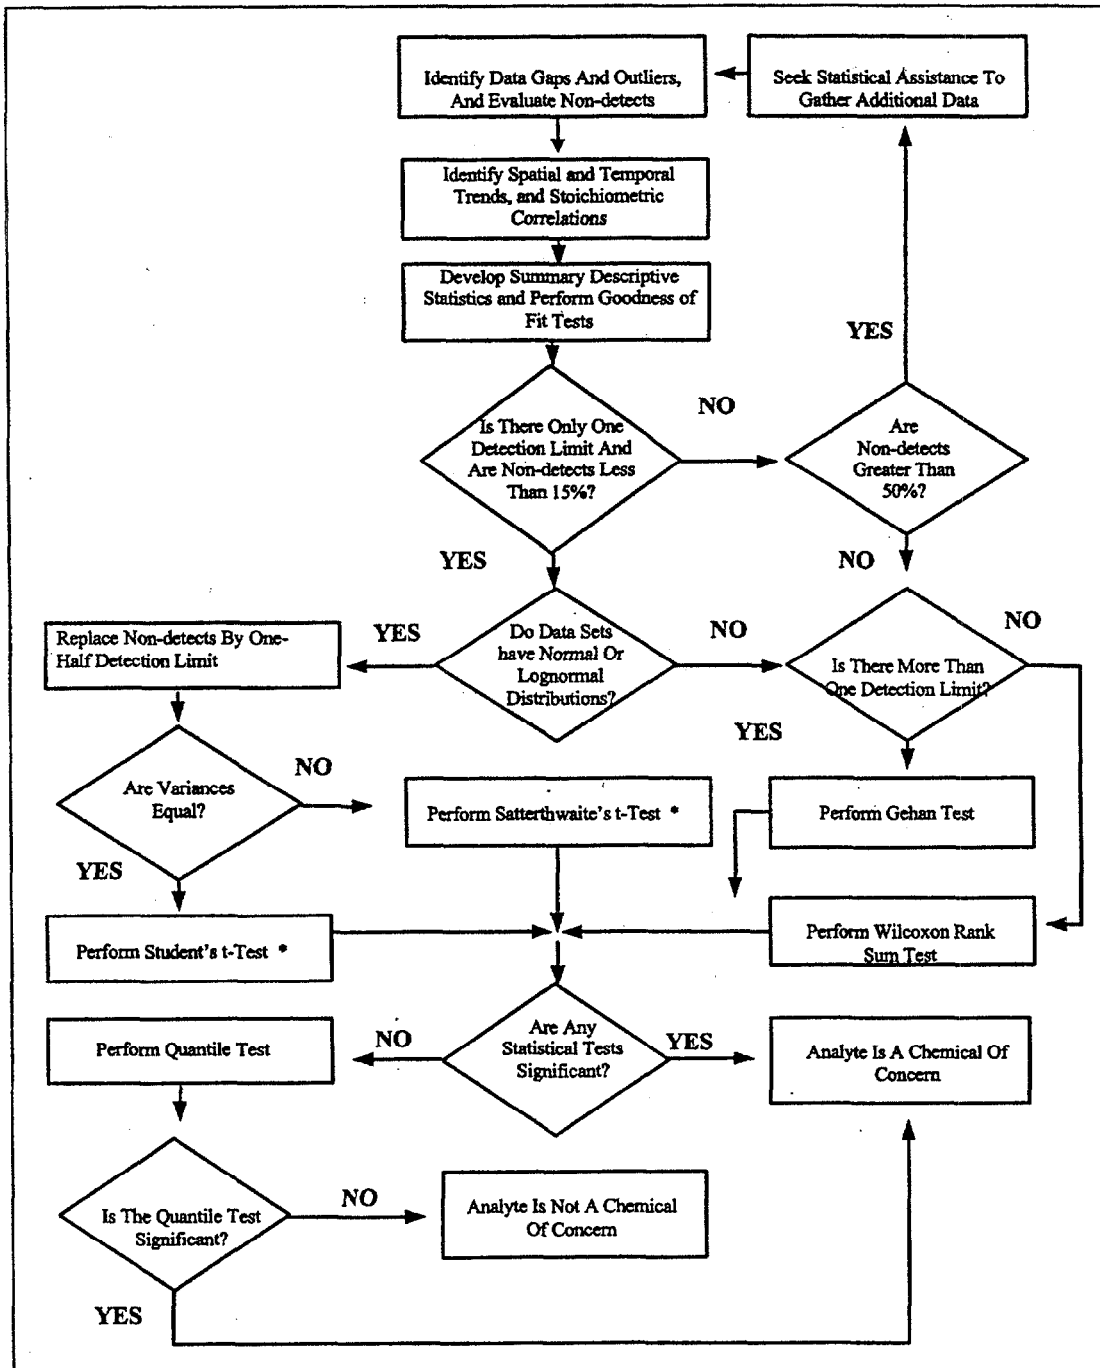 Identify Data Gaps And Outliers,
And Evaluate Non-detects
Seek Statistical Assistance To
Gather Additional Data
Identify Spatial and Temporal
Trends, and Stoichiometric
Correlations
Develop Summary Descriptive
Statistics and Perform Goodness of
Fit Tests
YES
NO
Is There Only One
Detection Limit And
Are Non-detects Less
Than 15%?
Are
Non-detects
Greater Than
50%?
YES
NO
Replace Non-detects By One-
Half Detection Limit
YES
Do Data Sets
have Normal Or
Lognormal
Distributions?
NO
NO
Is There More Than
One Detection Limit?
YES
Are Variances
Equal?
NO
Perform Satterthwaite's t-Test *
Perform Gehan Test
YES
Perform Student's t-Test *
Perform Wilcoxon Rank
Sum Test
Perform Quantile Test
NO
Are Any
Statistical Tests
Significant?
YES
Analyte Is A Chemical Of
Concern
Is The Quantile Test
Significant?
NO
Analyte Is Not A Chemical
Of Concern
YES